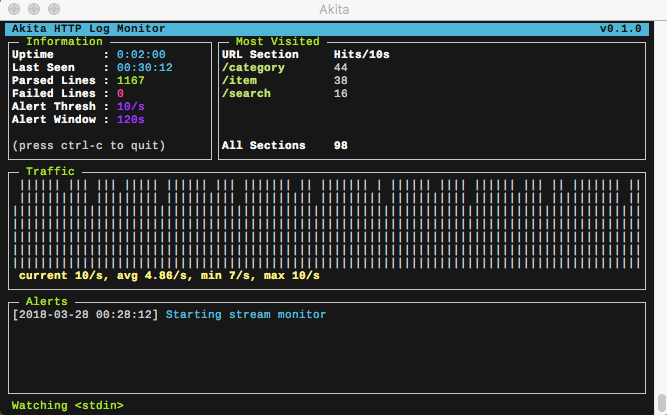 Akita
Akita HTTP Log Monitor v0.1.0
Information
Uptime : 0:02:00
Last Seen : 00:30:12
Parsed Lines : 1167
Failed Lines : 0
Alert Thresh : 10/s
Alert Window : 120s
(press ctrl-c to quit)
Most Visited
URL Section Hits/10s
/category 44
/item 38
/search 16
All Sections 98
Traffic
current 10/s, avg 4.86/s, min 7/s, max 10/s
Alerts
[2018-03-28 00:28:12] Starting stream monitor
Watching <stdin>